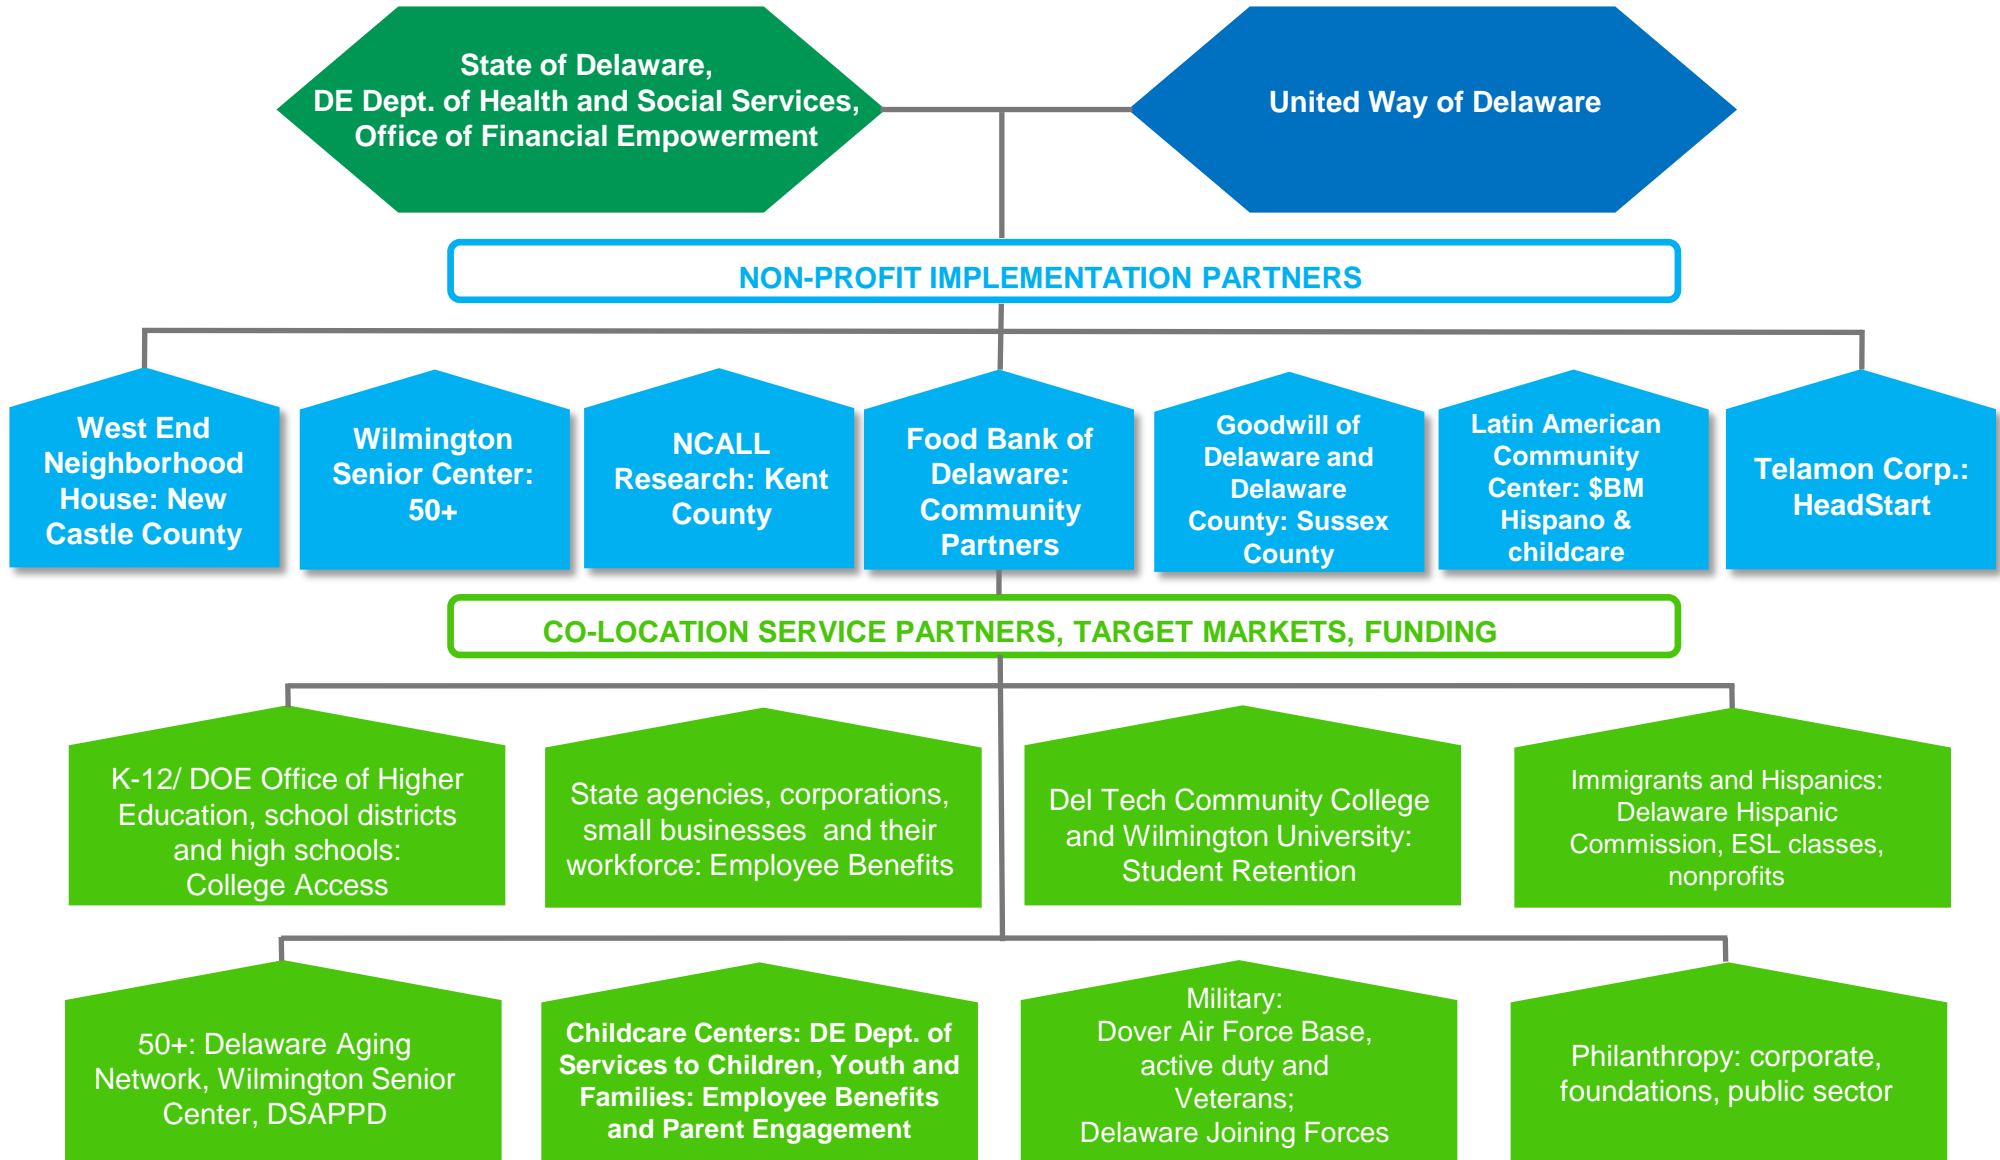 State of Delaware,
DE Dept. of Health and Social Services,
Office of Financial Empowerment
United Way of Delaware
NON-PROFIT IMPLEMENTATION PARTNERS
West End
Neighborhood
House: New
Castle County
Wilmington
Senior Center:
50+
NCALL
Research: Kent
County
Food Bank of
Delaware:
Community
Partners
Goodwill of
Delaware and
Delaware
County: Sussex
County
Latin American
Community
Center: $BM
Hispano &
childcare
Telamon Corp.:
HeadStart
CO-LOCATION SERVICE PARTNERS, TARGET MARKETS, FUNDING
K-12/ DOE Office of Higher
Education, school districts
and high schools:
College Access
State agencies, corporations,
small businesses  and their
workforce: Employee Benefits
Del Tech Community College
and Wilmington University:
Student Retention
Immigrants and Hispanics:
Delaware Hispanic
Commission, ESL classes,
nonprofits
50+: Delaware Aging
Network, Wilmington Senior
Center, DSAPPD
Childcare Centers: DE Dept. of
Services to Children, Youth and
Families: Employee Benefits
and Parent Engagement
Military:
Dover Air Force Base,
active duty and
Veterans;
Delaware Joining Forces
Philanthropy: corporate,
foundations, public sector